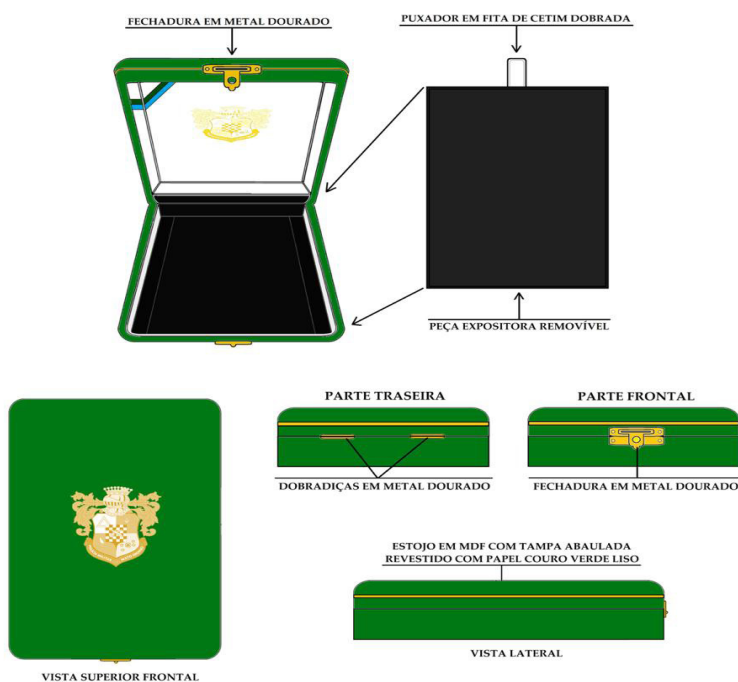 FECHADURA EM METAL DOURADO
PUXADOR EM FITA DE CETIM DOBRADA
PEÇA EXPOSITORA REMOVÍVEL
PARTE TRASEIRA
PARTE FRONTAL
DOBRADIÇAS EM METAL DOURADO
FECHADURA EM METAL DOURADO
ESTOJO EM MDF COM TAMPA ABAULADA
REVESTIDO COM PAPEL COURO VERDE LISO
VISTA LATERAL
VISTA SUPERIOR FRONTAL